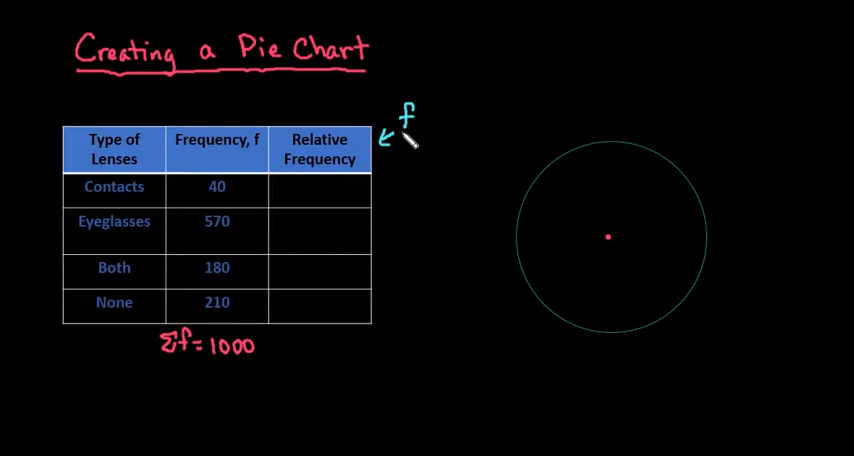 Creating a Pie Chart
f
Type of Lenses Frequency, f Relative Frequency
Contacts 40
Eyeglasses 570
Both 180
None 210
Σf = 1000